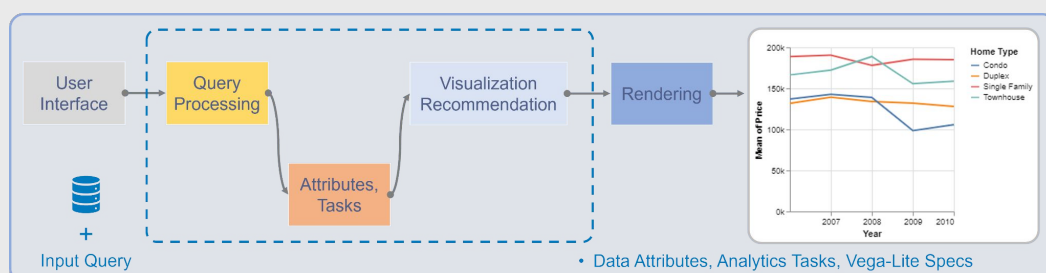 User
Interface
Query
Processing
Attributes,
Tasks
Visualization
Recommendation
Rendering
200k
150k
100k
50k
0k
Mean of Price
2007
2008
2009
2010
Year
Home Type
Condo
Duplex
Single Family
Townhouse
+
Input Query
• Data Attributes, Analytics Tasks, Vega-Lite Specs